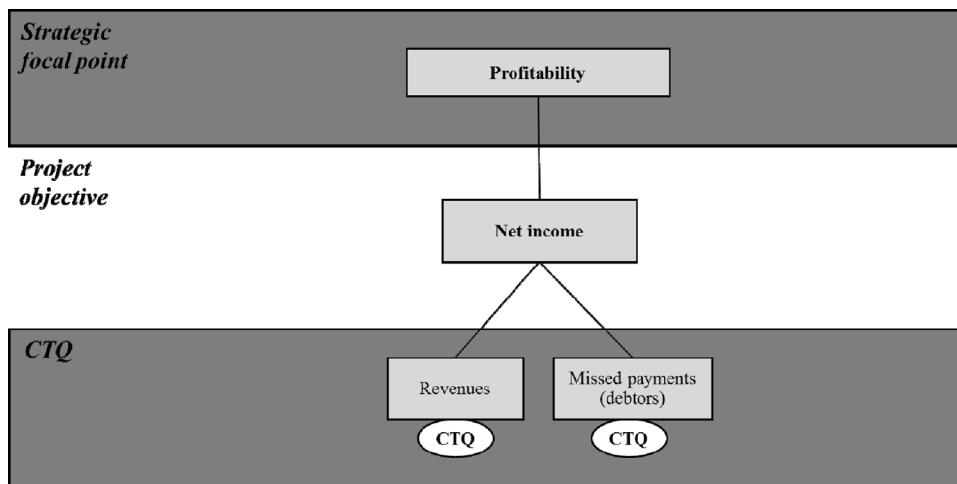 Strategic
focal point
Profitability
Project
objective
Net income
CTQ
Revenues
Missed payments
(debtors)
CTQ
CTQ